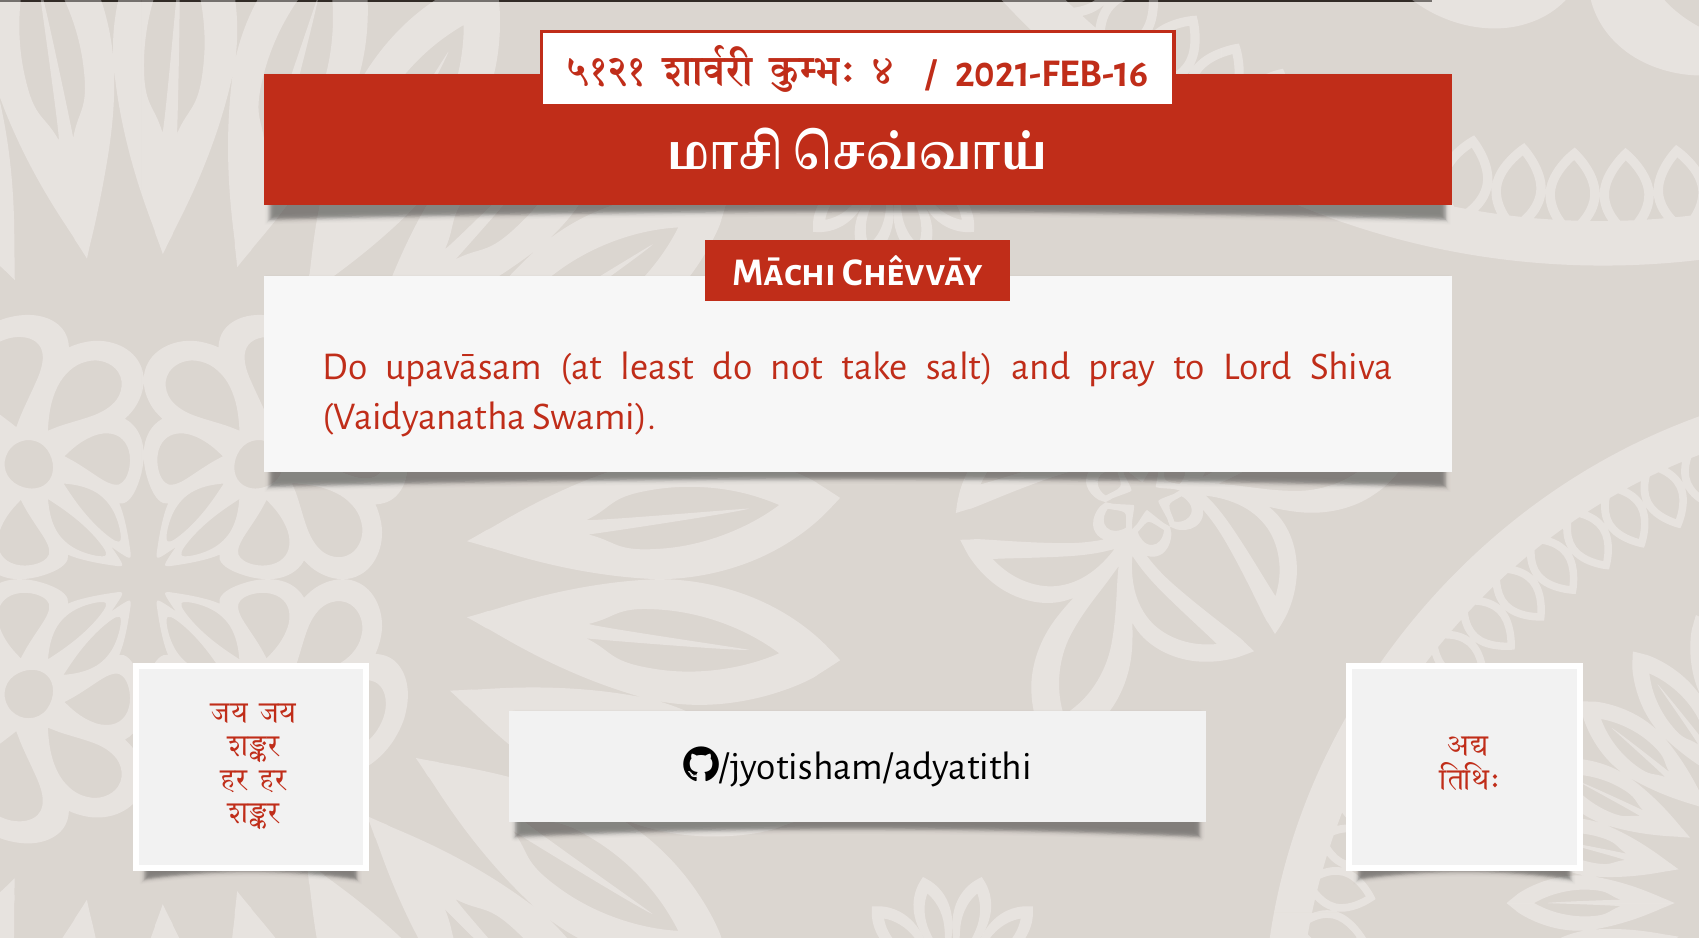 ५१२१ शार्वरी कुम्भः ४ / 2021-FEB-16
மாசி செவ்வாய்
Māchi Chêvvāy
Do upavāsam (at least do not take salt) and pray to Lord Shiva
(Vaidyanatha Swami).
जय जय
शङ्कर
हर हर
शङ्कर
/jyotisham/adyatithi
अद्य
तिथिः